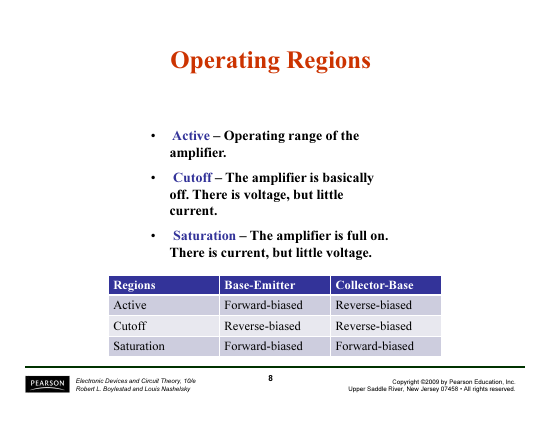 Operating Regions
• Active – Operating range of the
amplifier.
• Cutoff – The amplifier is basically
off. There is voltage, but little
current.
• Saturation – The amplifier is full on.
There is current, but little voltage.
Regions Base-Emitter Collector-Base
Active Forward-biased Reverse-biased
Cutoff Reverse-biased Reverse-biased
Saturation Forward-biased Forward-biased
PEARSON
Electronic Devices and Circuit Theory, 10/e
Robert L. Boylestad and Louis Nashelsky
8
Copyright ©2009 by Pearson Education, Inc.
Upper Saddle River, New Jersey 07458 • All rights reserved.